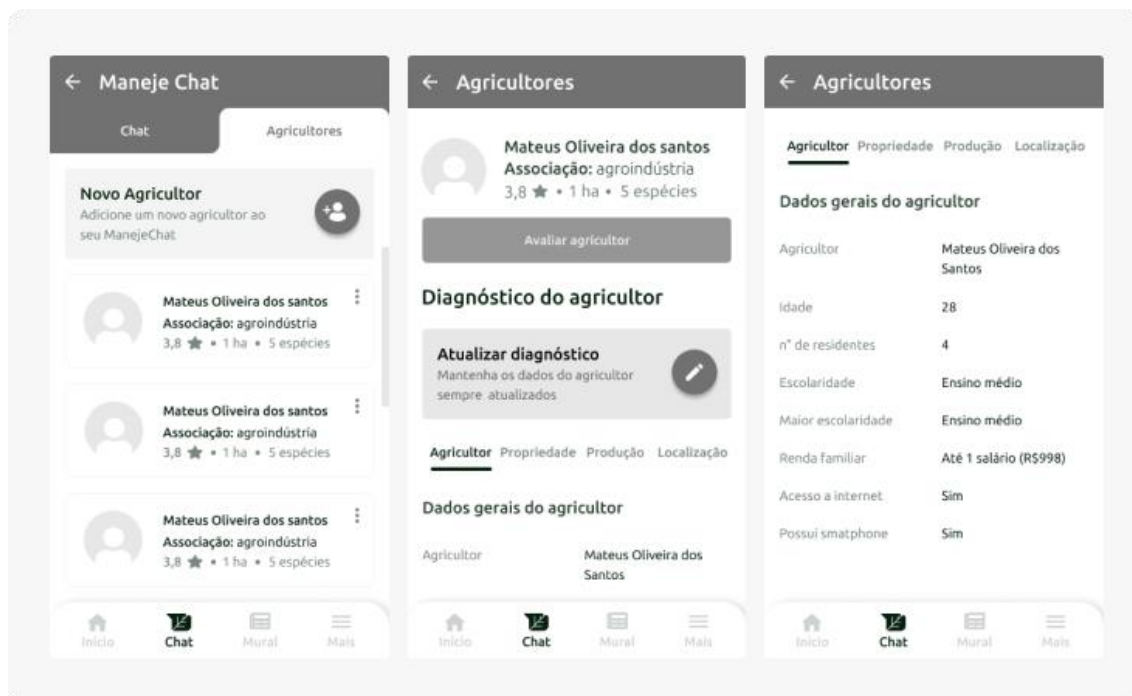 ← Maneje Chat
Chat
Agricultores
Novo Agricultor
Adicione um novo agricultor ao
seu ManejeChat
Mateus Oliveira dos santos
Associação: agroindústria
3,8 ★ • 1 ha • 5 espécies
Mateus Oliveira dos santos
Associação: agroindústria
3,8 ★ • 1 ha • 5 espécies
Mateus Oliveira dos santos
Associação: agroindústria
3,8 ★ • 1 ha • 5 espécies
Início Chat Mural Mais
← Agricultores
Mateus Oliveira dos santos
Associação: agroindústria
3,8 ★ • 1 ha • 5 espécies
Avaliar agricultor
Diagnóstico do agricultor
Atualizar diagnóstico
Mantenha os dados do agricultor
sempre atualizados
Agricultor Propriedade Produção Localização
Dados gerais do agricultor
Agricultor Mateus Oliveira dos
Santos
Início Chat Mural Mais
← Agricultores
Agricultor Propriedade Produção Localização
Dados gerais do agricultor
Agricultor Mateus Oliveira dos
Santos
Idade 28
n° de residentes 4
Escolaridade Ensino médio
Maior escolaridade Ensino médio
Renda familiar Até 1 salário (R$998)
Acesso a internet Sim
Possui smatphone Sim
Início Chat Mural Mais